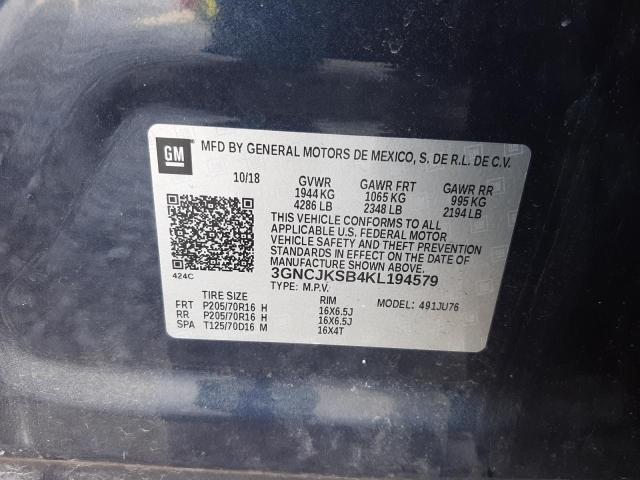 GM MFD BY GENERAL MOTORS DE MEXICO, S. DE R.L. DE C.V.
10/18 GVWR GAWR FRT GAWR RR
1944 KG 1065 KG 995 KG
4286 LB 2348 LB 2194 LB
THIS VEHICLE CONFORMS TO ALL
APPLICABLE U.S. FEDERAL MOTOR
VEHICLE SAFETY AND THEFT PREVENTION
STANDARDS IN EFFECT ON THE DATE OF
MANUFACTURE SHOWN ABOVE.
424C 3GNCJKSB4KL194579
TYPE: M.P.V.
TIRE SIZE RIM MODEL: 491JU76
FRT P205/70R16 H 16X6.5J
RR P205/70R16 H 16X6.5J
SPA T125/70D16 M 16X4T